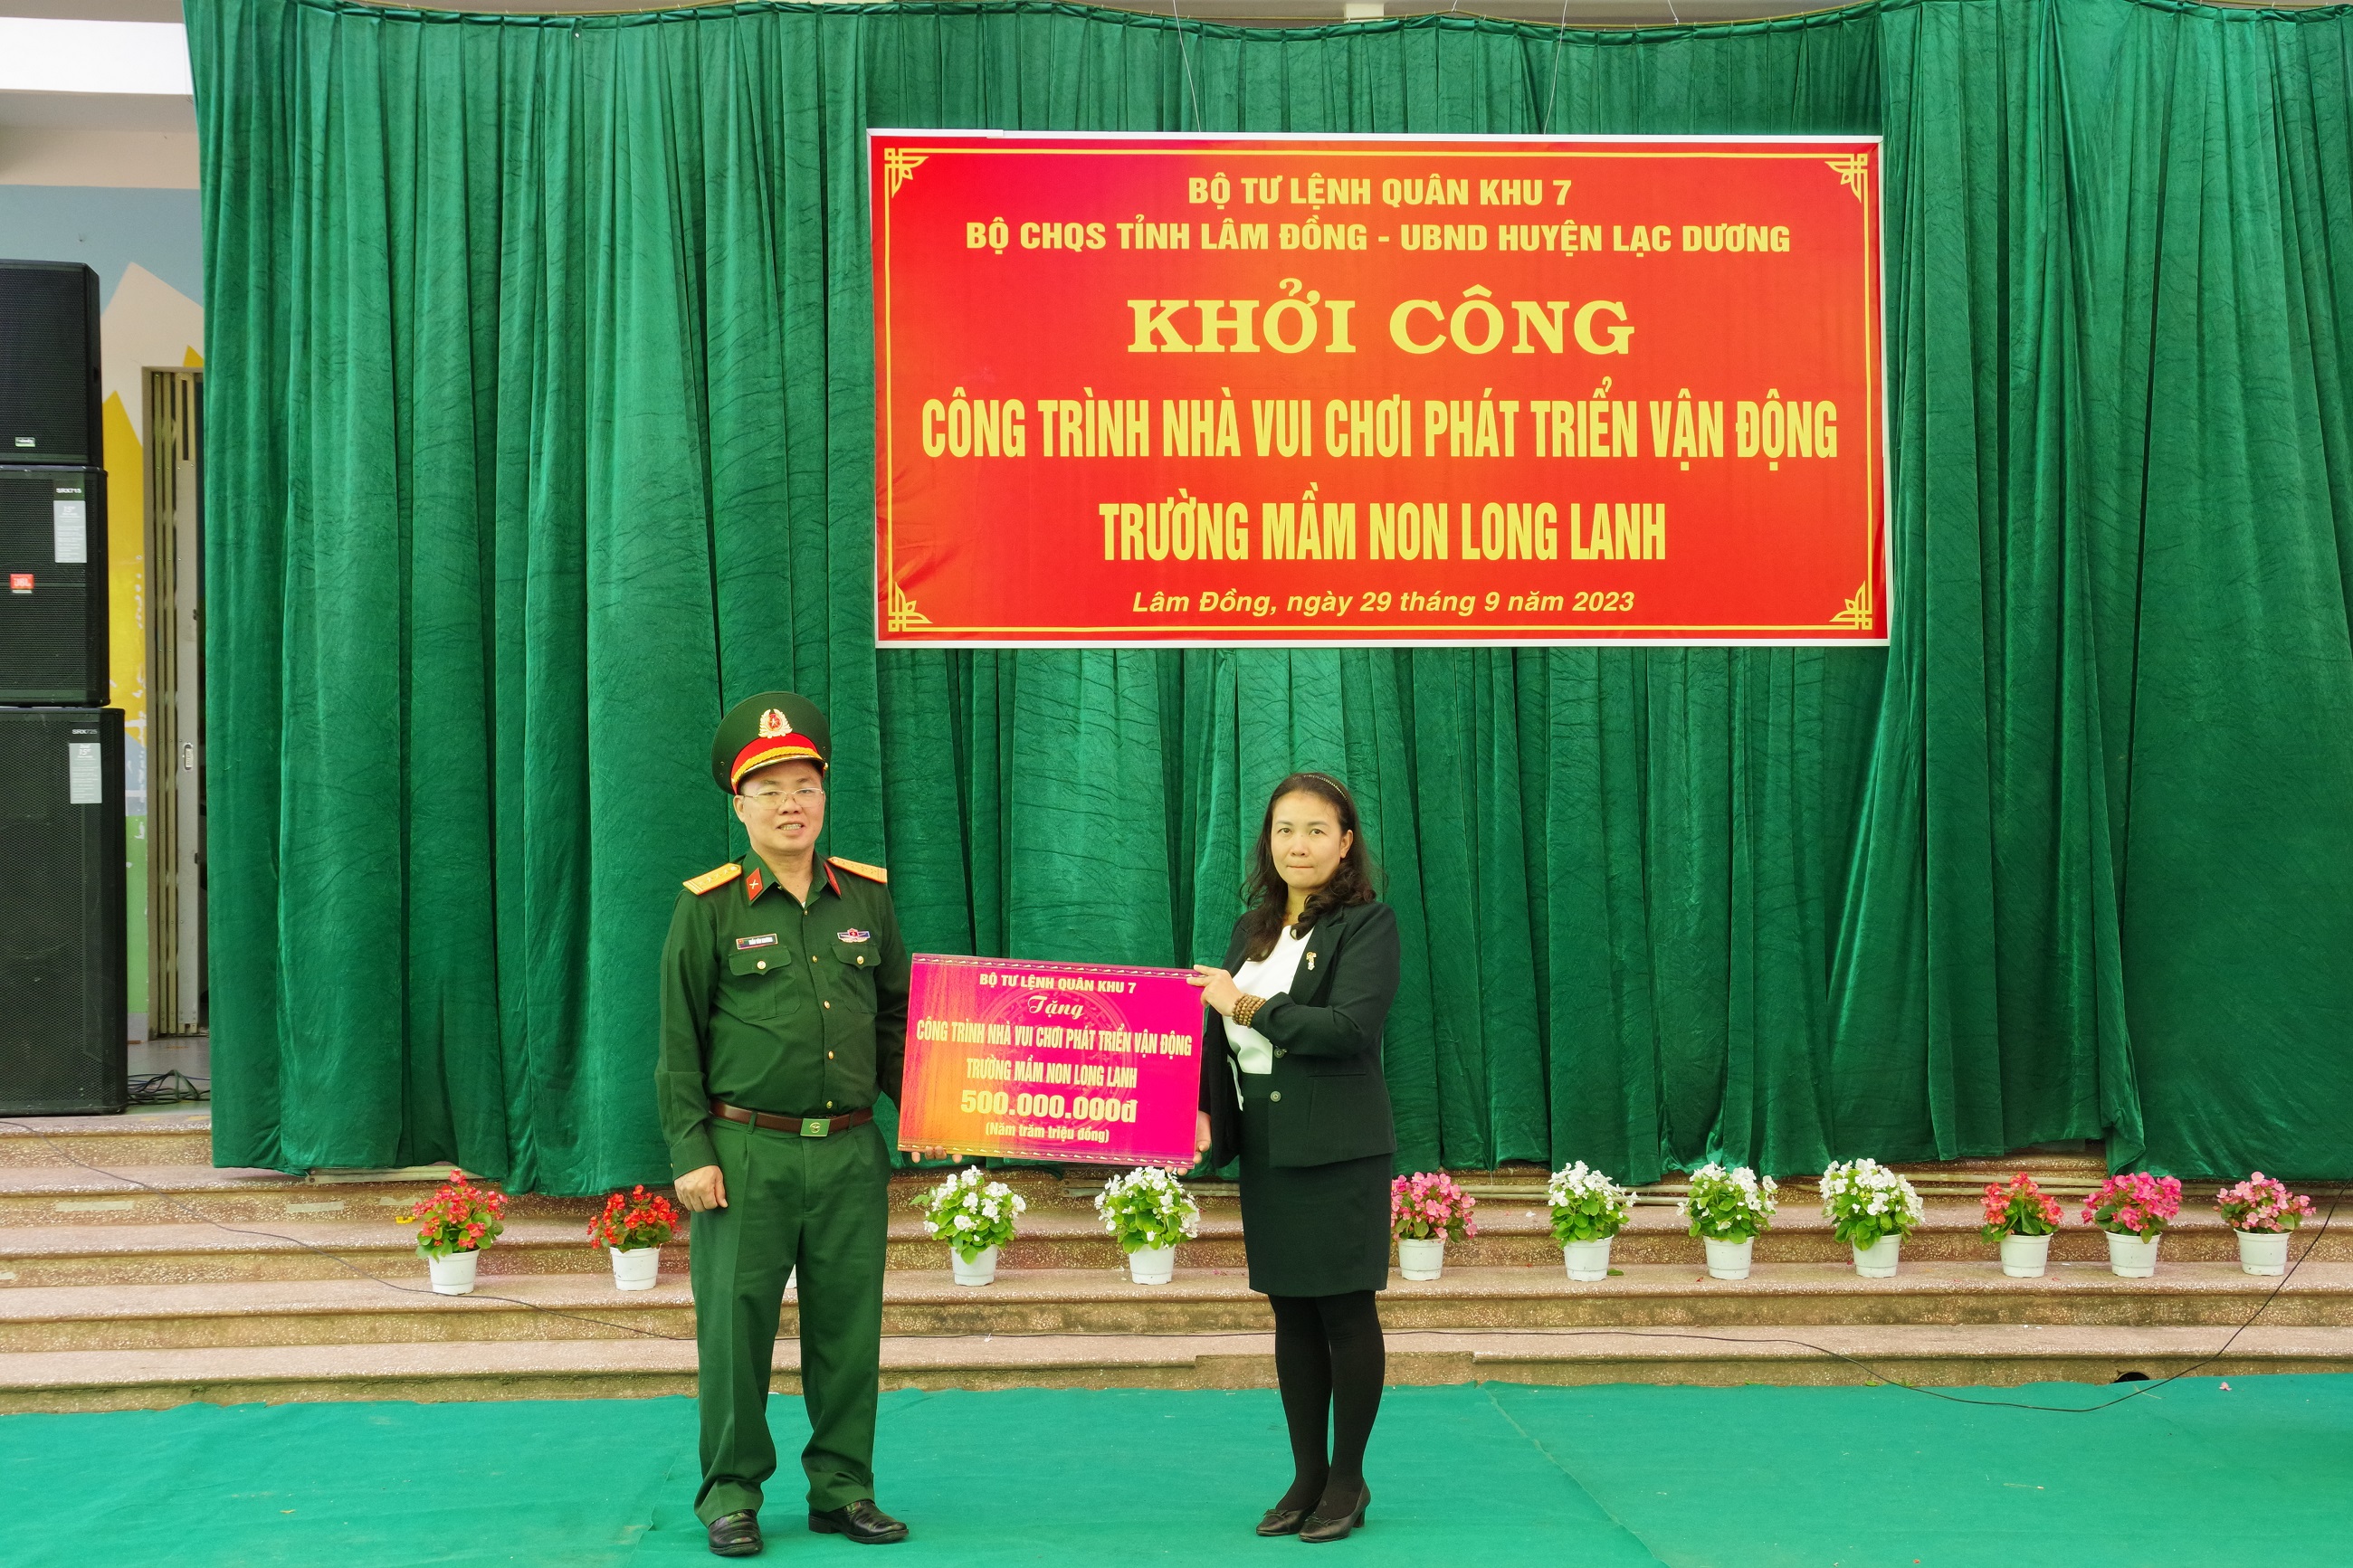 BỘ TƯ LỆNH QUÂN KHU 7
BỘ CHQS TỈNH LÂM ĐỒNG - UBND HUYỆN LẠC DƯƠNG
KHỞI CÔNG
CÔNG TRÌNH NHÀ VUI CHƠI PHÁT TRIỂN VẬN ĐỘNG
TRƯỜNG MẦM NON LONG LANH
Lâm Đồng, ngày 29 tháng 9 năm 2023
SRX715
JBL
SRX725
BỘ TƯ LỆNH QUÂN KHU 7
Tặng
CÔNG TRÌNH NHÀ VUI CHƠI PHÁT TRIỂN VẬN ĐỘNG
TRƯỜNG MẦM NON LONG LANH
500.000.000đ
(Năm trăm triệu đồng)